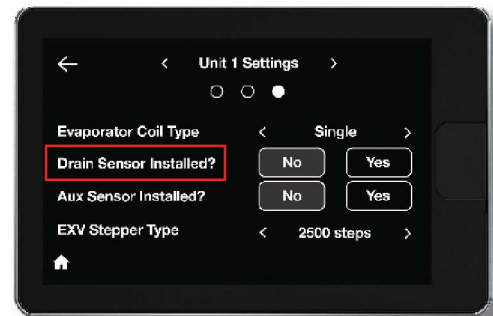 ← < Unit 1 Settings >
Evaporator Coil Type < Single >
Drain Sensor Installed? No Yes
Aux Sensor Installed? No Yes
EXV Stepper Type < 2500 steps >